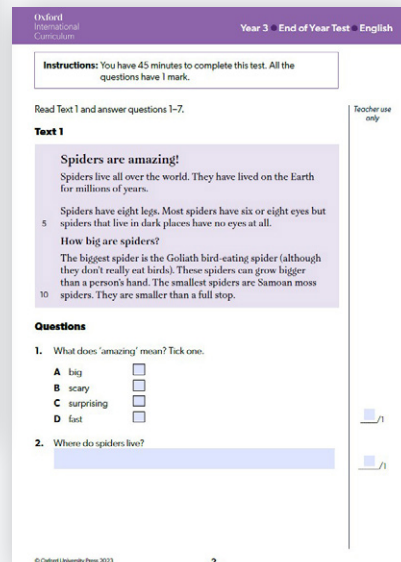 Oxford
International
Curriculum
Year 3 • End of Year Test • English
Instructions: You have 45 minutes to complete this test. All the
questions have 1 mark.
Read Text 1 and answer questions 1–7.
Teacher use
only
Text 1
Spiders are amazing!
Spiders live all over the world. They have lived on the Earth
for millions of years.
Spiders have eight legs. Most spiders have six or eight eyes but
5 spiders that live in dark places have no eyes at all.
How big are spiders?
The biggest spider is the Goliath bird-eating spider (although
they don't really eat birds). These spiders can grow bigger
than a person's hand. The smallest spiders are Samoan moss
10 spiders. They are smaller than a full stop.
Questions
1. What does 'amazing' mean? Tick one.
A big
B scary
C surprising
D fast
/1
2. Where do spiders live?
/1
© Oxford University Press 2023
2